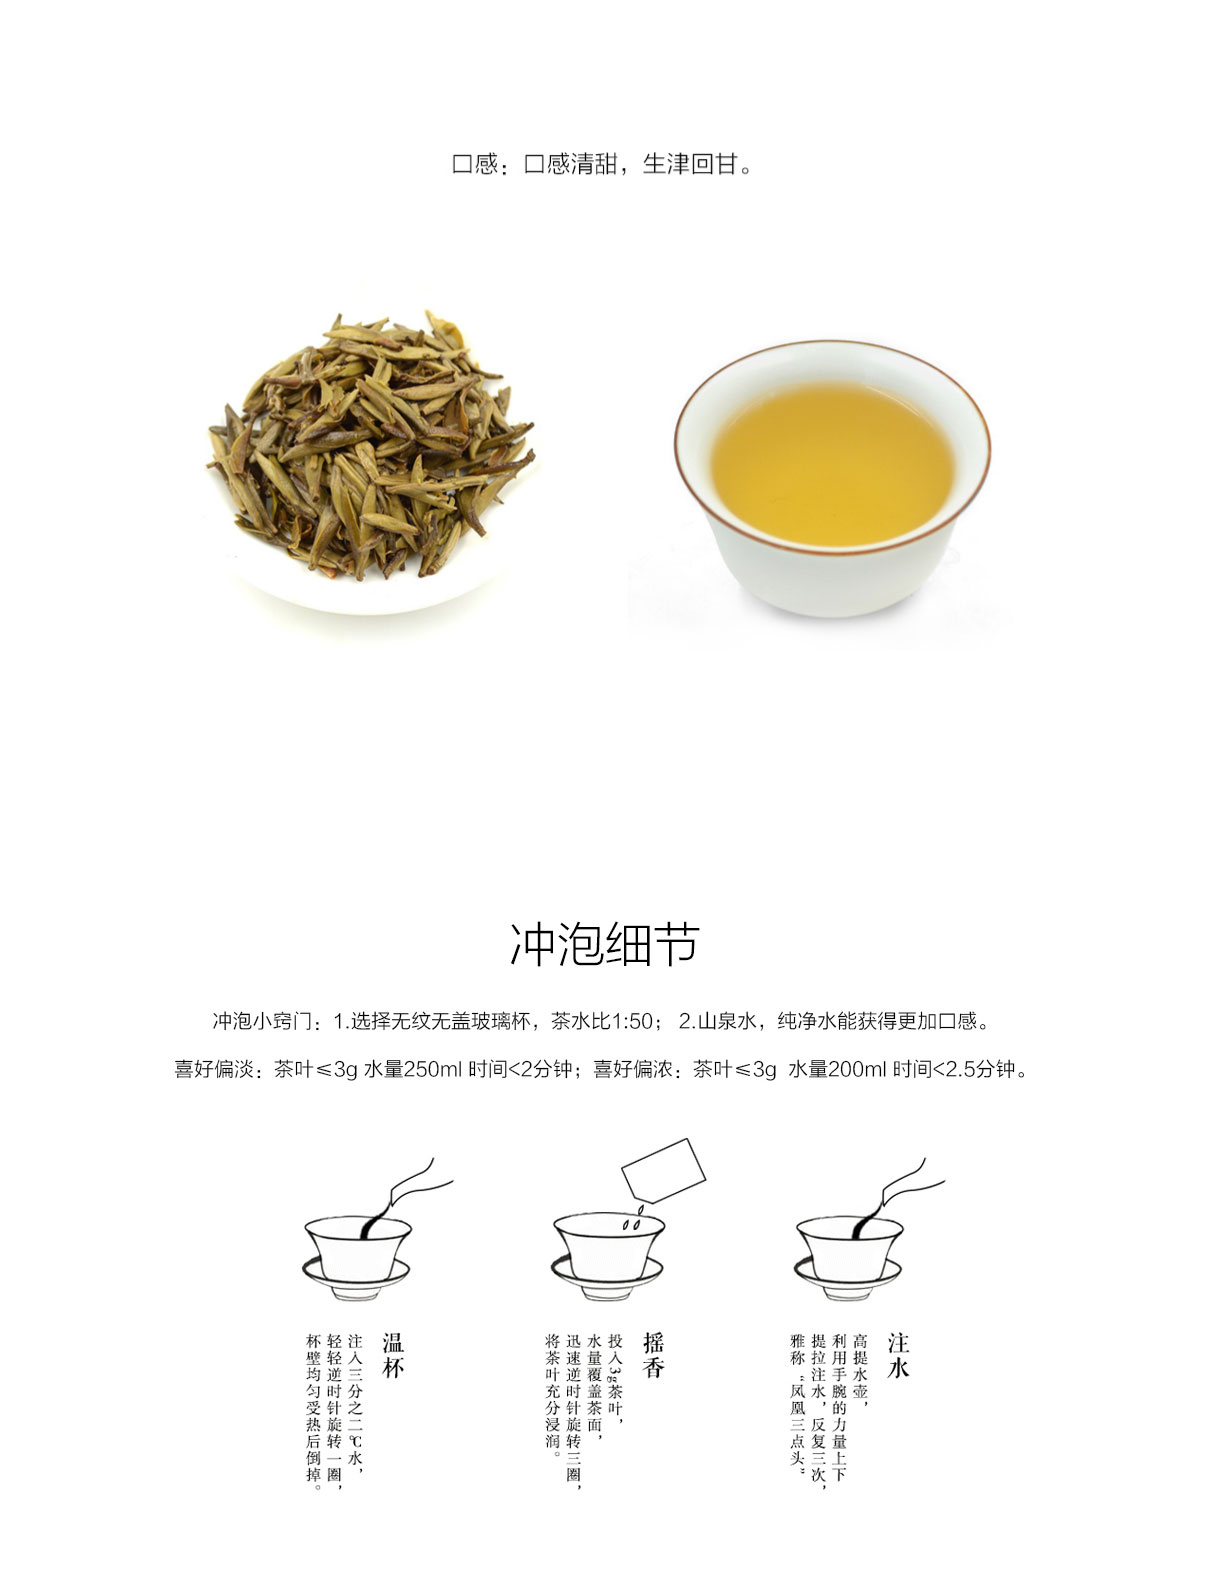 口感：口感清甜，生津回甘。
冲泡细节
冲泡小窍门：1.选择无纹无盖玻璃杯，茶水比1:50； 2.山泉水，纯净水能获得更加口感。
喜好偏淡：茶叶≤3g 水量250ml 时间<2分钟；喜好偏浓：茶叶≤3g 水量200ml 时间<2.5分钟。
温杯
注入三分之二℃水，
轻轻逆时针旋转一圈，
杯壁均匀受热后倒掉。
摇香
投入3g茶叶，
水量覆盖茶面，
迅速逆时针旋转三圈，
将茶叶充分浸润。
注水
高提水壶，
利用手腕的力量上下
提拉注水，反复三次，
雅称“凤凰三点头”